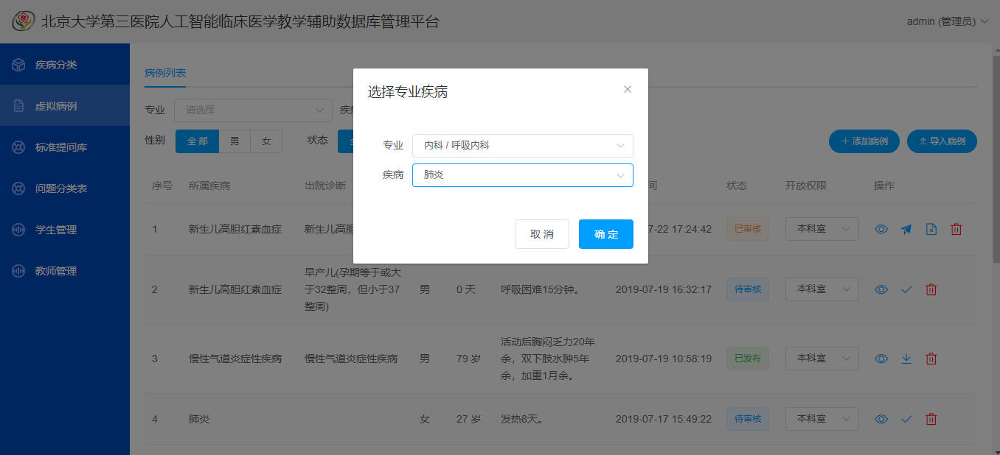 北京大学第三医院人工智能临床医学教学辅助数据库管理平台
admin (管理员)
疾病分类
虚拟病例
标准提问库
问题分类表
学生管理
教师管理
病例列表
专业 请选择
性别 全部 男 女 状态
添加病例 导入病例
选择专业疾病
专业 内科 / 呼吸内科
疾病 肺炎
取 消 确 定
序号 所属疾病 出院诊断 状态 开放权限 操作
1 新生儿高胆红素血症 新生儿高胆 7-22 17:24:42 已审核 本科室
2 新生儿高胆红素血症 早产儿(孕期等于或大于32整周，但小于37整周) 男 0 天 呼吸困难15分钟。 2019-07-19 16:32:17 待审核 本科室
3 慢性气道炎症性疾病 慢性气道炎症性疾病 男 79 岁 活动后胸闷乏力20年余，双下肢水肿5年余，加重1月余。 2019-07-19 10:58:19 已发布 本科室
4 肺炎 女 27 岁 发热8天。 2019-07-17 15:49:22 待审核 本科室